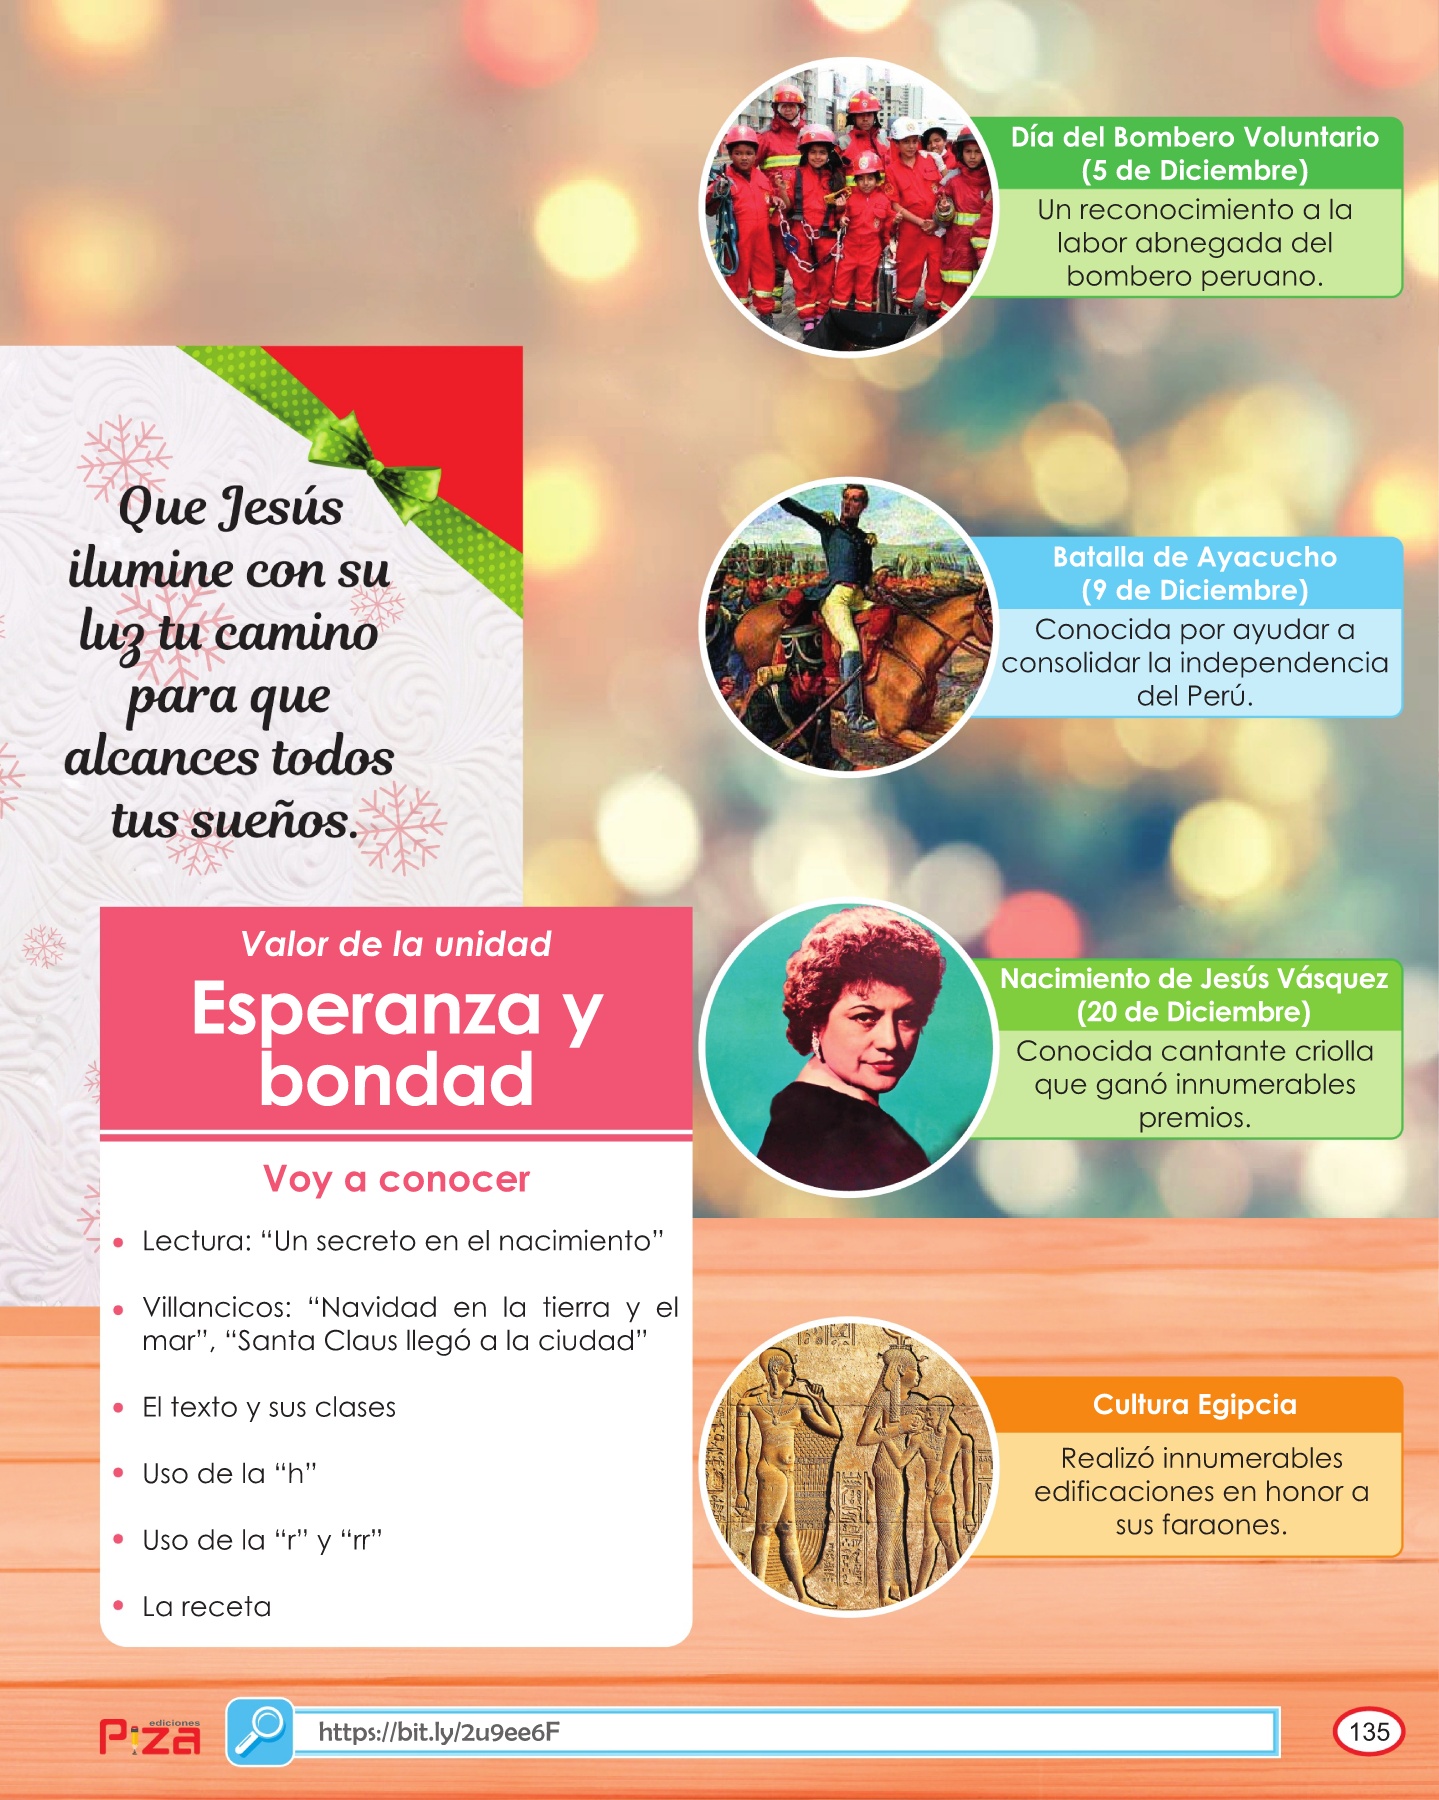 Día del Bombero Voluntario
(5 de Diciembre)
Un reconocimiento a la
labor abnegada del
bombero peruano.
Que Jesús
ilumine con su
luz tu camino
para que
alcances todos
tus sueños.
Batalla de Ayacucho
(9 de Diciembre)
Conocida por ayudar a
consolidar la independencia
del Perú.
Valor de la unidad
Esperanza y
bondad
Voy a conocer
• Lectura: “Un secreto en el nacimiento”
• Villancicos: “Navidad en la tierra y el
mar”, “Santa Claus llegó a la ciudad”
• El texto y sus clases
• Uso de la “h”
• Uso de la “r” y “rr”
• La receta
Nacimiento de Jesús Vásquez
(20 de Diciembre)
Conocida cantante criolla
que ganó innumerables
premios.
Cultura Egipcia
Realizó innumerables
edificaciones en honor a
sus faraones.
ediciones
Piza
https://bit.ly/2u9ee6F
135